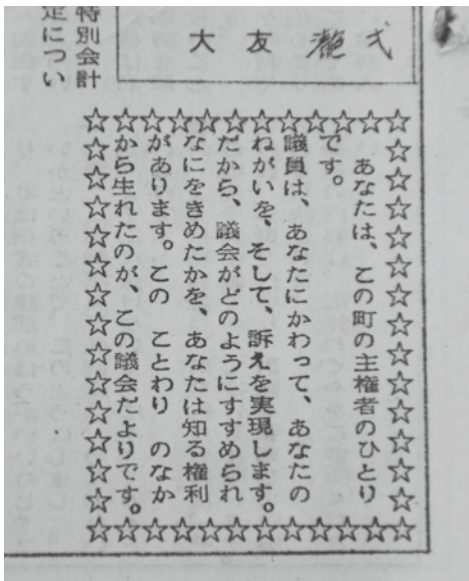 大友
あなたは、この町の主権者のひとり
です。
議員は、あなたにかわって、あなたの
ねがいを、そして、訴えを実現します。
だから、議会がどのようにすすめられ
なにをきめたかを、あなたは知る権利
があります。この ことわり のなか
から生れたのが、この議会だよりです。
特別会計
定につい